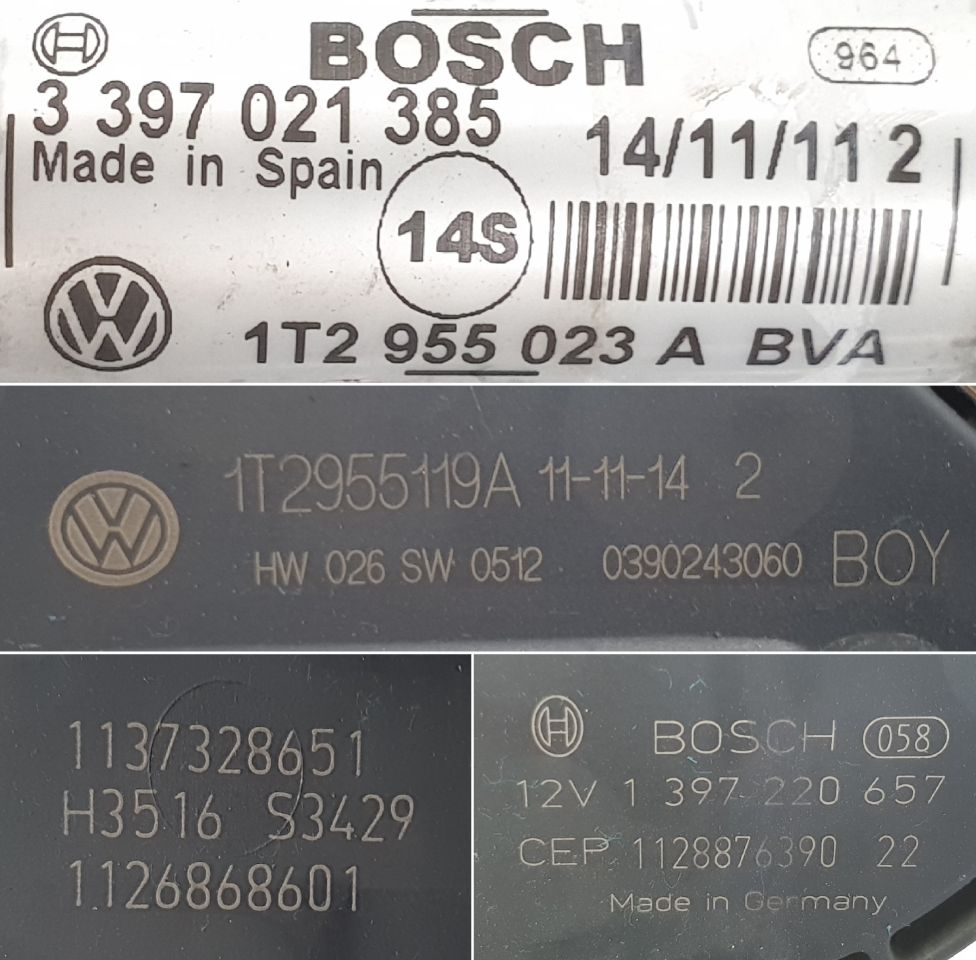 BOSCH 964
3 397 021 385
14/11/11 2
Made in Spain
14S
1T2 955 023 A BVA
1T2955119A 11-11-14 2
HW 026 SW 0512 0390243060 BOY
1137328651
H3516 S3429
1126868601
BOSCH 058
12V 1 397 220 657
CEP 1128876390 22
Made in Germany